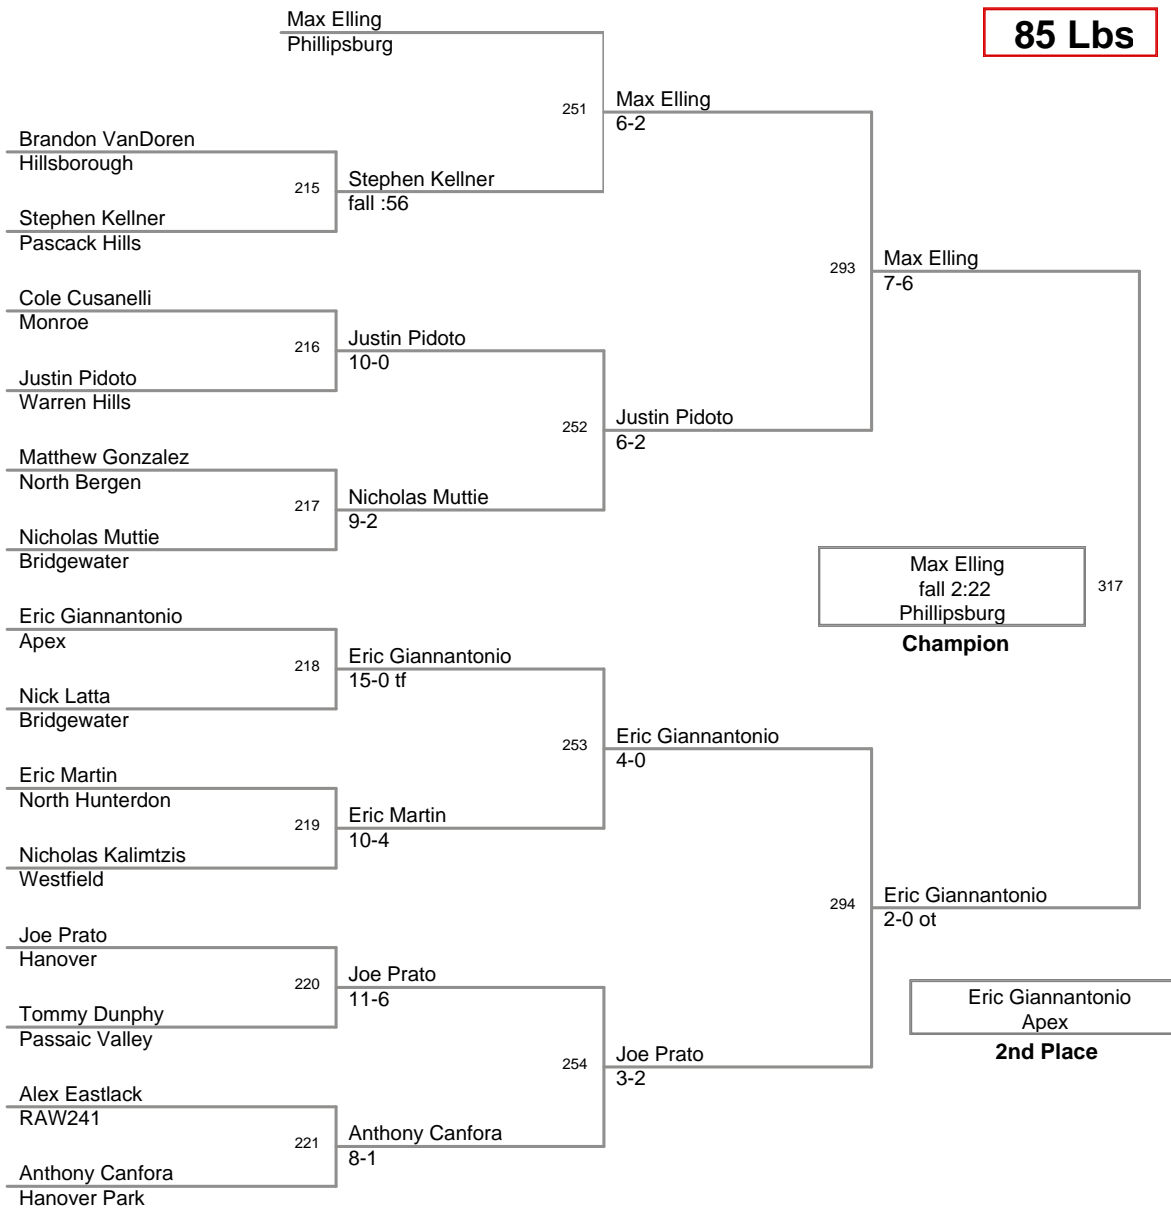 Max Elling
Phillipsburg
85 Lbs
251
Max Elling
6-2
Brandon VanDoren
Hillsborough
215
Stephen Kellner
fall :56
Stephen Kellner
Pascack Hills
293
Max Elling
7-6
Cole Cusanelli
Monroe
216
Justin Pidoto
10-0
Justin Pidoto
Warren Hills
252
Justin Pidoto
6-2
Matthew Gonzalez
North Bergen
217
Nicholas Muttie
9-2
Nicholas Muttie
Bridgewater
Max Elling
fall 2:22
Phillipsburg
317
Champion
Eric Giannantonio
Apex
218
Eric Giannantonio
15-0 tf
Nick Latta
Bridgewater
253
Eric Giannantonio
4-0
Eric Martin
North Hunterdon
219
Eric Martin
10-4
Nicholas Kalimtzis
Westfield
294
Eric Giannantonio
2-0 ot
Joe Prato
Hanover
220
Joe Prato
11-6
Tommy Dunphy
Passaic Valley
Eric Giannantonio
Apex
2nd Place
254
Joe Prato
3-2
Alex Eastlack
RAW241
221
Anthony Canfora
8-1
Anthony Canfora
Hanover Park